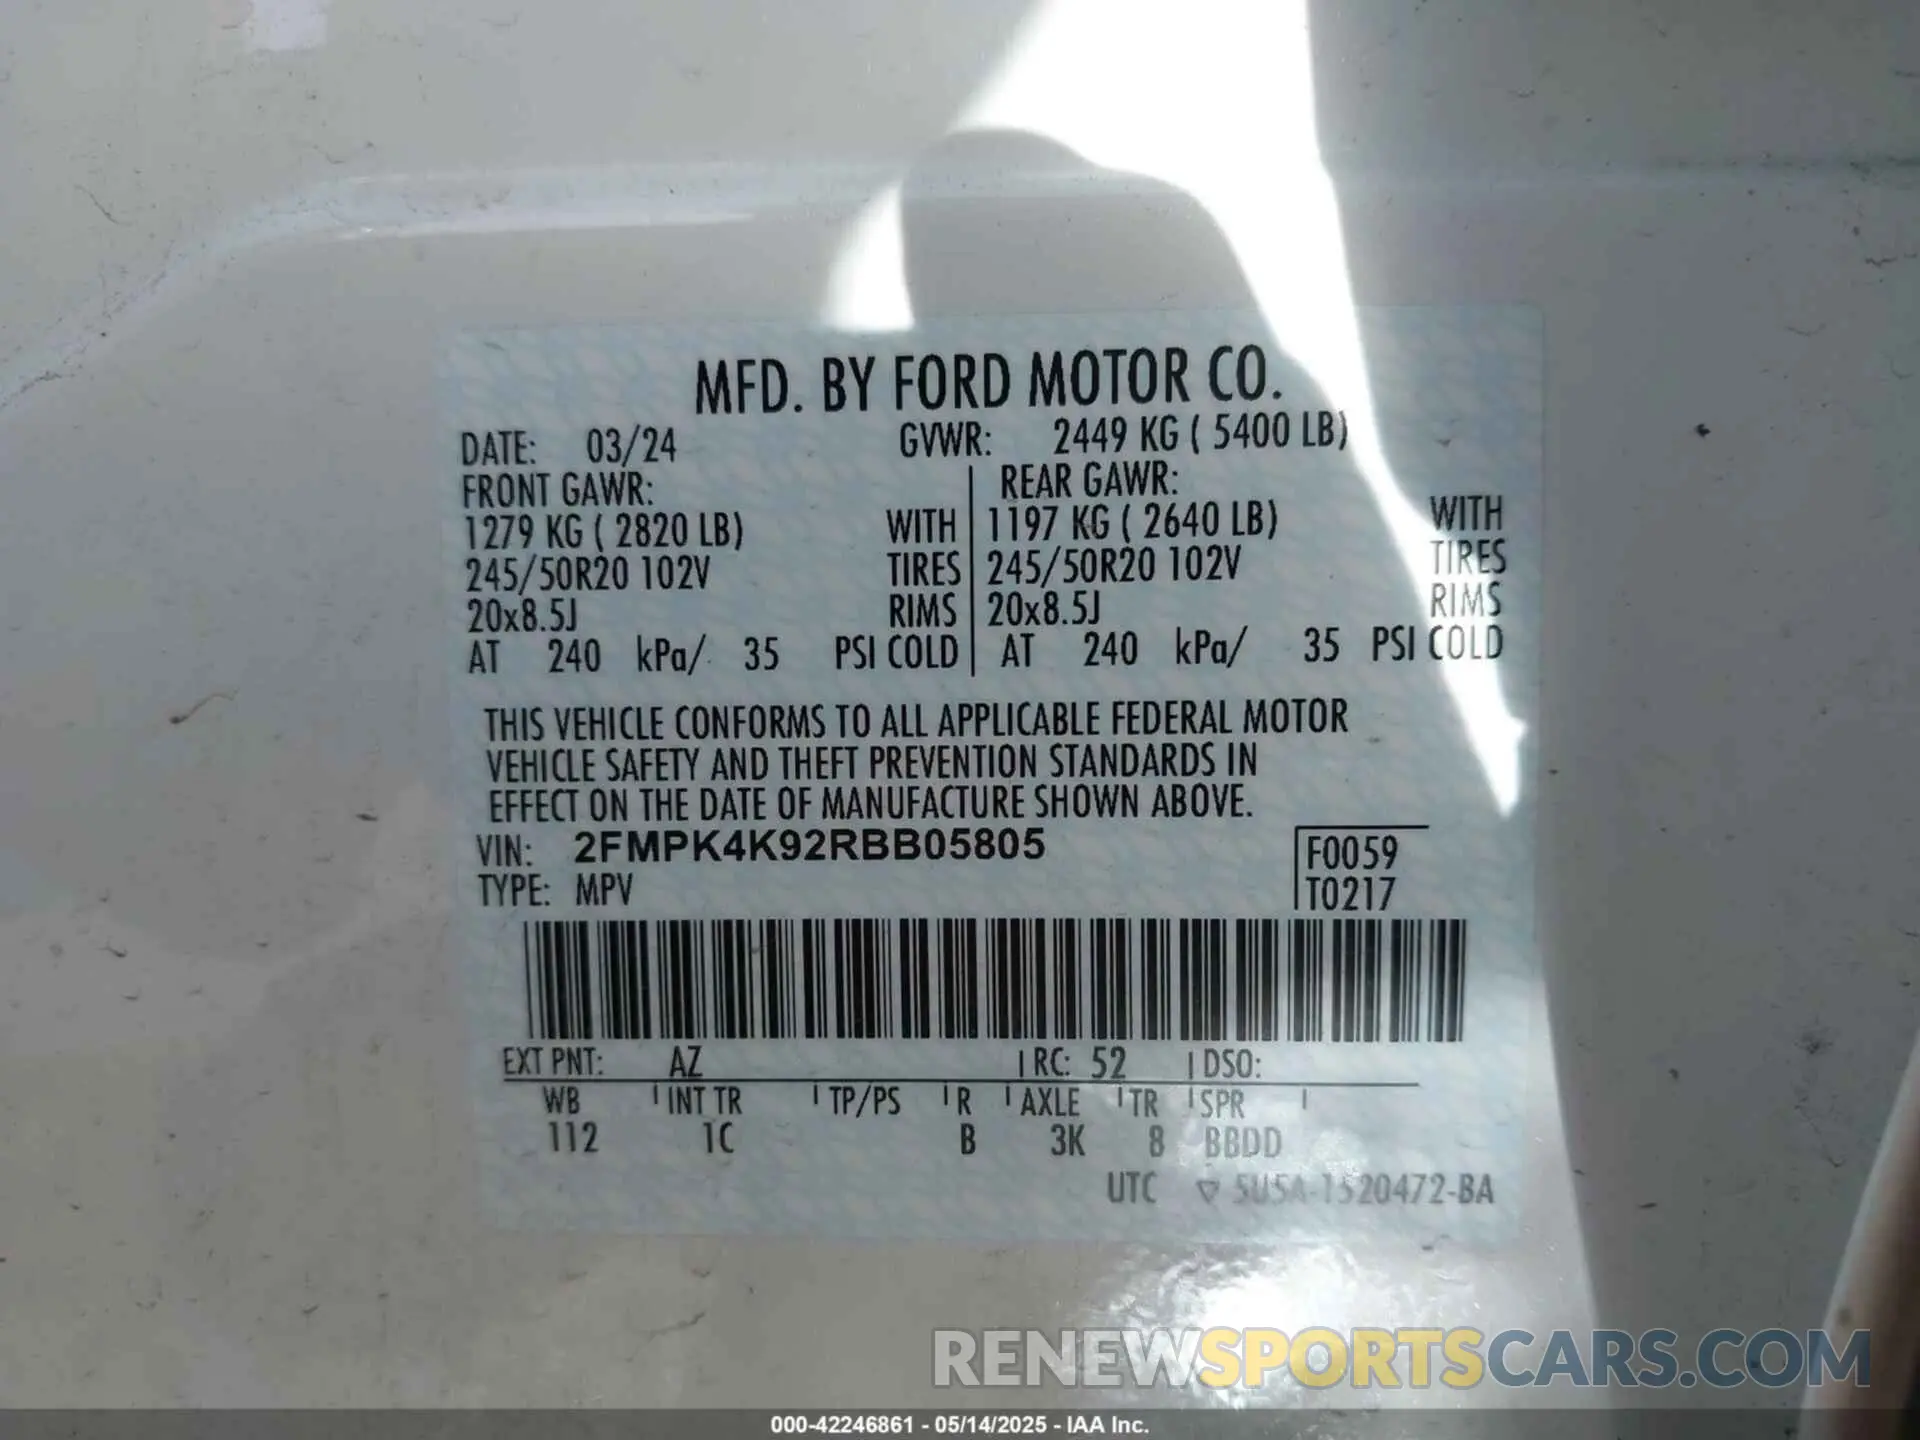 MFD. BY FORD MOTOR CO.
DATE: 03/24 GVWR: 2449 KG ( 5400 LB)
FRONT GAWR: REAR GAWR:
1279 KG ( 2820 LB) WITH 1197 KG ( 2640 LB) WITH
245/50R20 102V TIRES 245/50R20 102V TIRES
20x8.5J RIMS 20x8.5J RIMS
AT 240 kPa/ 35 PSI COLD AT 240 kPa/ 35 PSI COLD
THIS VEHICLE CONFORMS TO ALL APPLICABLE FEDERAL MOTOR
VEHICLE SAFETY AND THEFT PREVENTION STANDARDS IN
EFFECT ON THE DATE OF MANUFACTURE SHOWN ABOVE.
VIN: 2FMPK4K92RBB05805 F0059
TYPE: MPV T0217
EXT PNT: AZ RC: 52 DSO:
WB INT TR TP/PS R AXLE TR SPR
112 1C B 3K 8 BBDD
UTC ▽ 5U5A-1520472-BA
RENEWSPORTSCARS.COM
000-42246861 - 05/14/2025 - IAA Inc.